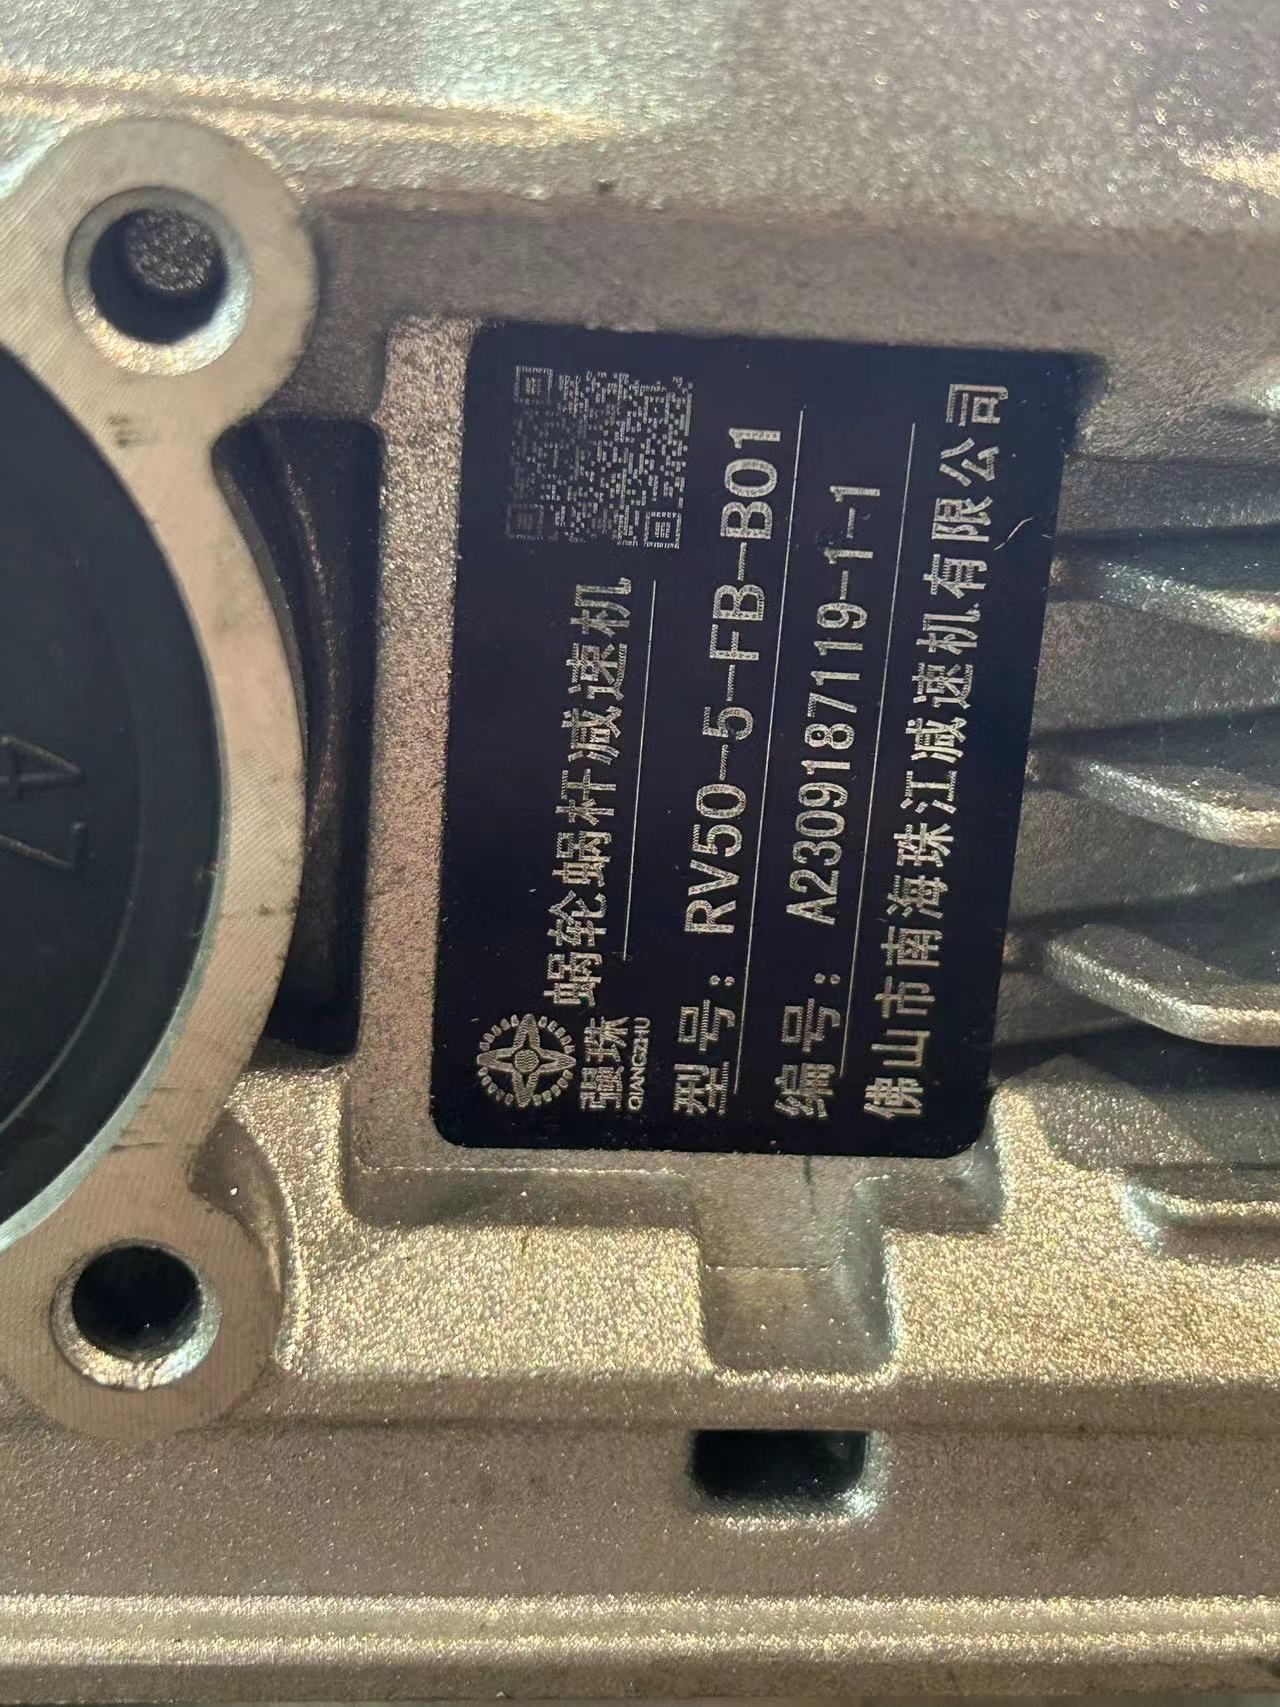 强珠
QIANGZHU
蜗轮蜗杆减速机
型号：RV50-5-FB-B01
编号：A2309187119-1-1
佛山市南海珠江减速机有限公司
47